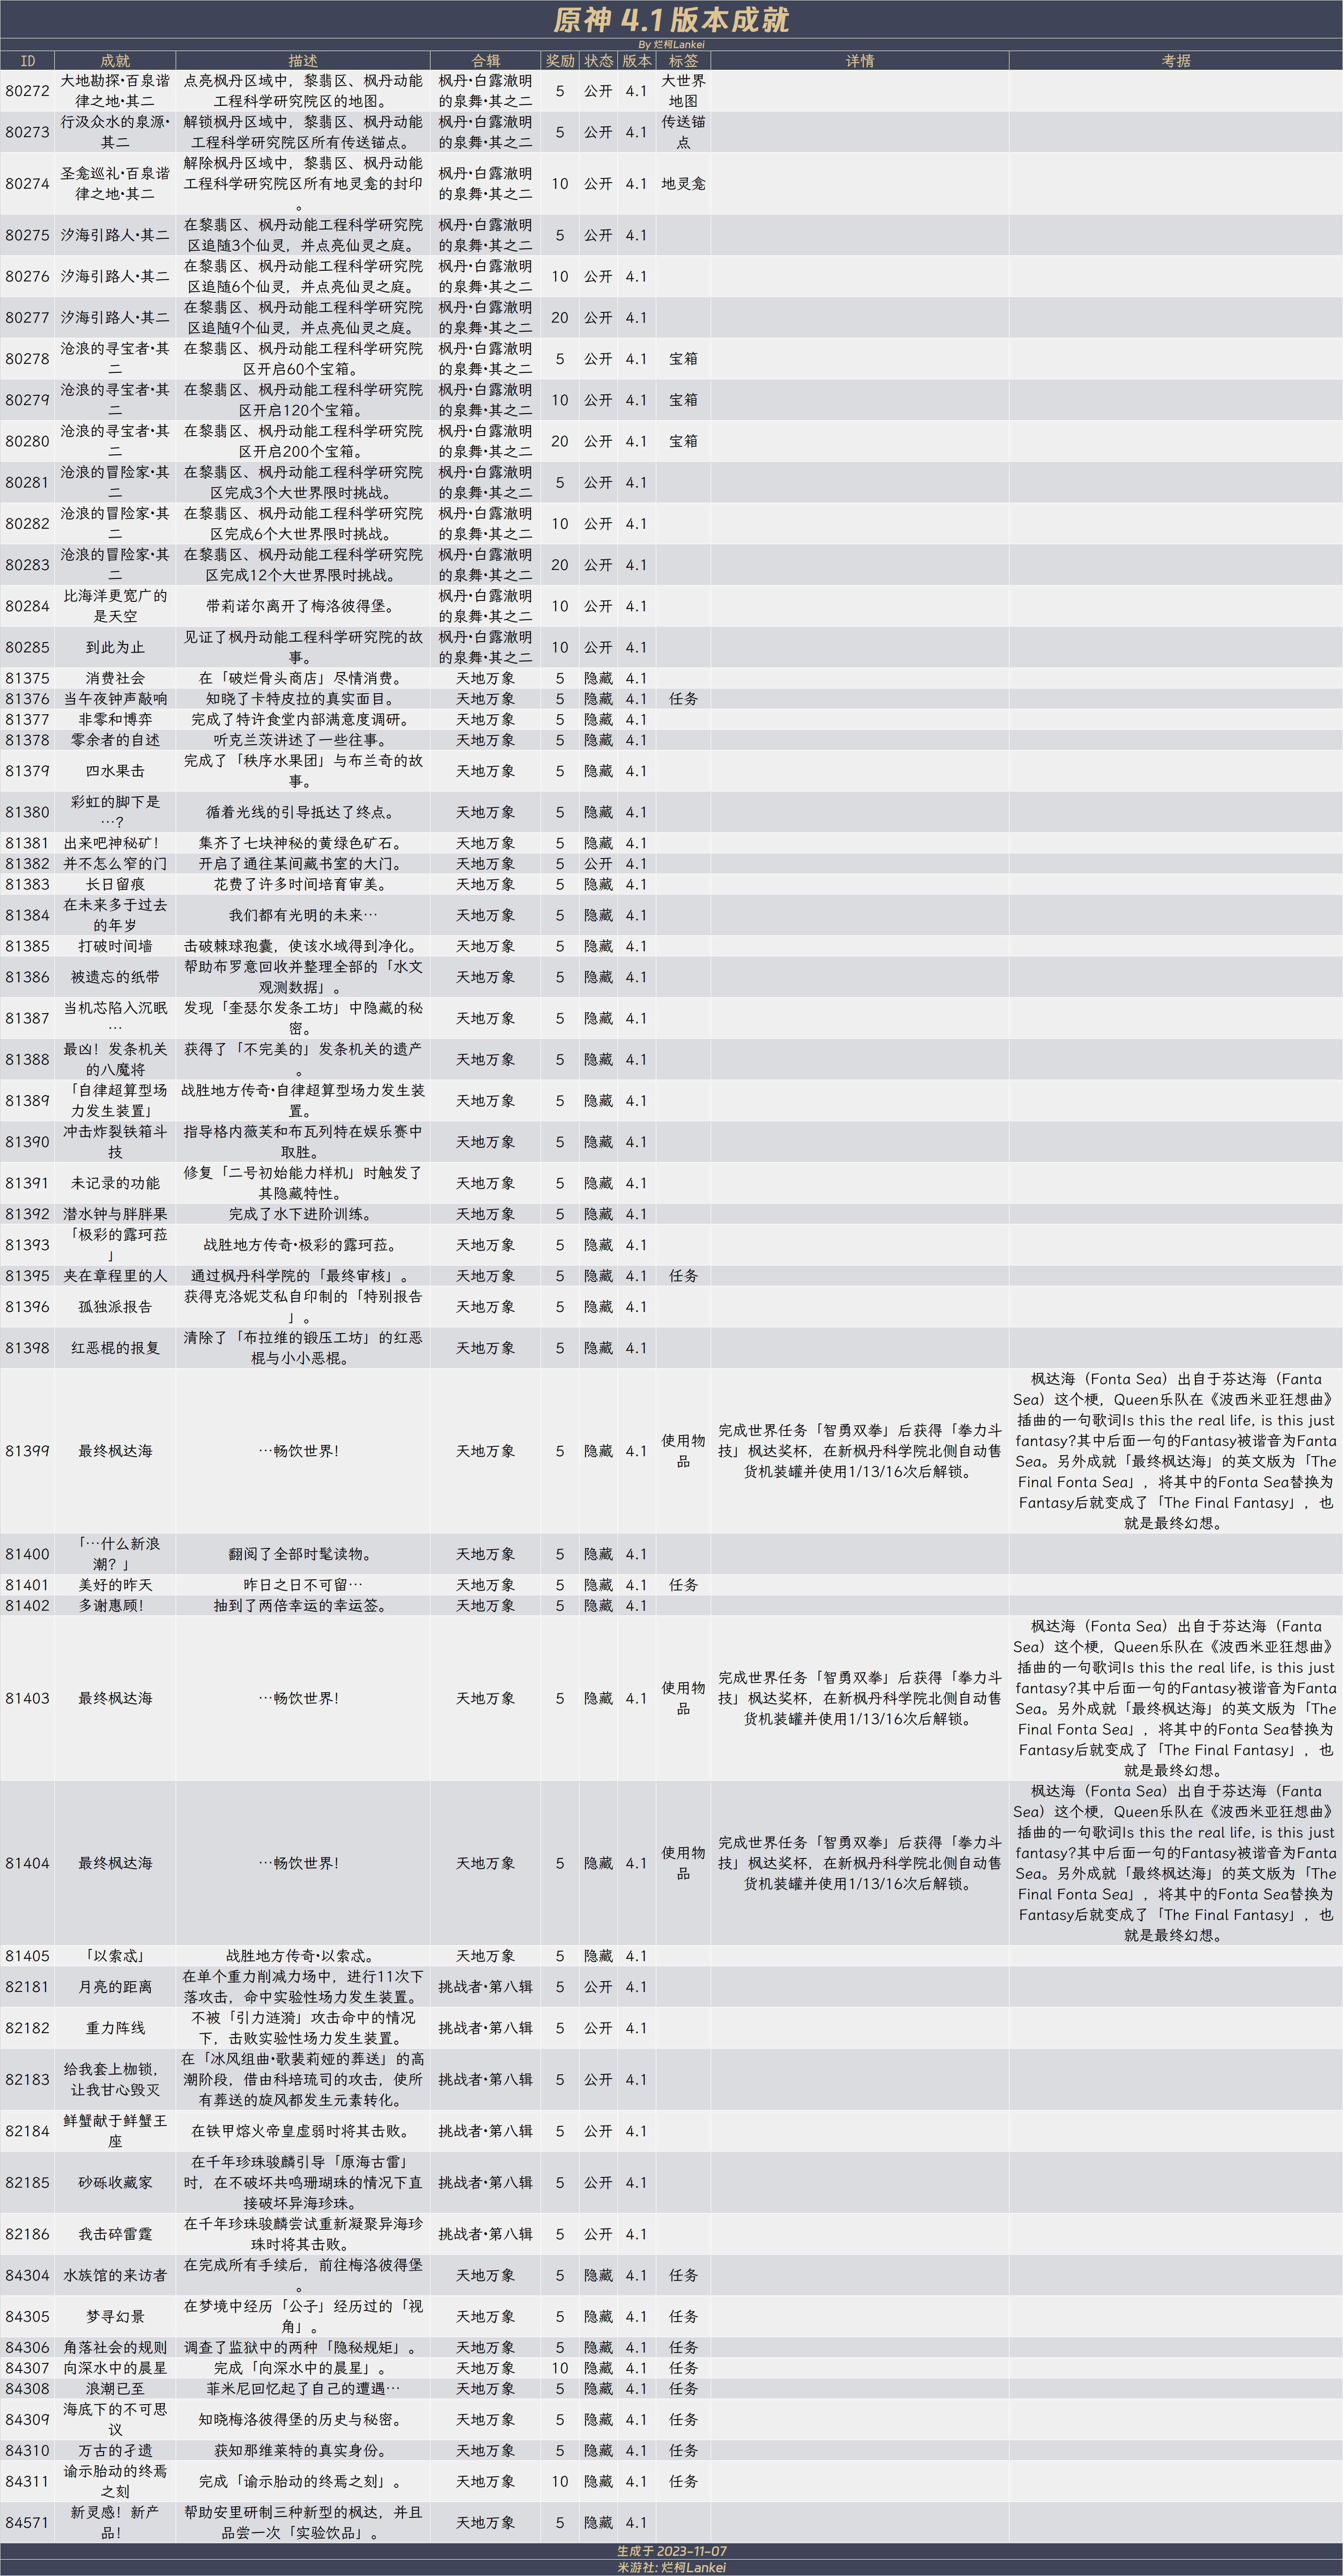 原神 4.1 版本成就
By 烂柯Lankei
ID 成就 描述 合辑 奖励 状态 版本 标签 详情 考据
80272 大地勘探•百泉谐律之地•其二 点亮枫丹区域中，黎翡区、枫丹动能工程科学研究院区的地图。 枫丹•白露澈明的泉舞•其之二 5 公开 4.1 大世界地图
80273 行汲众水的泉源•其二 解锁枫丹区域中，黎翡区、枫丹动能工程科学研究院区所有传送锚点。 枫丹•白露澈明的泉舞•其之二 5 公开 4.1 传送锚点
80274 圣龛巡礼•百泉谐律之地•其二 解除枫丹区域中，黎翡区、枫丹动能工程科学研究院区所有地灵龛的封印。 枫丹•白露澈明的泉舞•其之二 10 公开 4.1 地灵龛
80275 汐海引路人•其二 在黎翡区、枫丹动能工程科学研究院区追随3个仙灵，并点亮仙灵之庭。 枫丹•白露澈明的泉舞•其之二 5 公开 4.1
80276 汐海引路人•其二 在黎翡区、枫丹动能工程科学研究院区追随6个仙灵，并点亮仙灵之庭。 枫丹•白露澈明的泉舞•其之二 10 公开 4.1
80277 汐海引路人•其二 在黎翡区、枫丹动能工程科学研究院区追随9个仙灵，并点亮仙灵之庭。 枫丹•白露澈明的泉舞•其之二 20 公开 4.1
80278 沧浪的寻宝者•其二 在黎翡区、枫丹动能工程科学研究院区开启60个宝箱。 枫丹•白露澈明的泉舞•其之二 5 公开 4.1 宝箱
80279 沧浪的寻宝者•其二 在黎翡区、枫丹动能工程科学研究院区开启120个宝箱。 枫丹•白露澈明的泉舞•其之二 10 公开 4.1 宝箱
80280 沧浪的寻宝者•其二 在黎翡区、枫丹动能工程科学研究院区开启200个宝箱。 枫丹•白露澈明的泉舞•其之二 20 公开 4.1 宝箱
80281 沧浪的冒险家•其二 在黎翡区、枫丹动能工程科学研究院区完成3个大世界限时挑战。 枫丹•白露澈明的泉舞•其之二 5 公开 4.1
80282 沧浪的冒险家•其二 在黎翡区、枫丹动能工程科学研究院区完成6个大世界限时挑战。 枫丹•白露澈明的泉舞•其之二 10 公开 4.1
80283 沧浪的冒险家•其二 在黎翡区、枫丹动能工程科学研究院区完成12个大世界限时挑战。 枫丹•白露澈明的泉舞•其之二 20 公开 4.1
80284 比海洋更宽广的是天空 带莉诺尔离开了梅洛彼得堡。 枫丹•白露澈明的泉舞•其之二 10 公开 4.1
80285 到此为止 见证了枫丹动能工程科学研究院的故事。 枫丹•白露澈明的泉舞•其之二 10 公开 4.1
81375 消费社会 在「破烂骨头商店」尽情消费。 天地万象 5 隐藏 4.1
81376 当午夜钟声敲响 知晓了卡特皮拉的真实面目。 天地万象 5 隐藏 4.1 任务
81377 非零和博弈 完成了特许食堂内部满意度调研。 天地万象 5 隐藏 4.1
81378 零余者的自述 听克兰茨讲述了一些往事。 天地万象 5 隐藏 4.1
81379 四水果击 完成了「秩序水果团」与布兰奇的故事。 天地万象 5 隐藏 4.1
81380 彩虹的脚下是…? 循着光线的引导抵达了终点。 天地万象 5 隐藏 4.1
81381 出来吧神秘矿！ 集齐了七块神秘的黄绿色矿石。 天地万象 5 隐藏 4.1
81382 并不怎么窄的门 开启了通往某间藏书室的大门。 天地万象 5 公开 4.1
81383 长日留痕 花费了许多时间培育审美。 天地万象 5 隐藏 4.1
81384 在未来多于过去的年岁 我们都有光明的未来… 天地万象 5 隐藏 4.1
81385 打破时间墙 击破棘球孢囊，使该水域得到净化。 天地万象 5 隐藏 4.1
81386 被遗忘的纸带 帮助布罗意回收并整理全部的「水文观测数据」。 天地万象 5 隐藏 4.1
81387 当机芯陷入沉眠… 发现「奎瑟尔发条工坊」中隐藏的秘密。 天地万象 5 隐藏 4.1
81388 最凶！发条机关的八魔将 获得了「不完美的」发条机关的遗产。 天地万象 5 隐藏 4.1
81389 「自律超算型场力发生装置」 战胜地方传奇•自律超算型场力发生装置。 天地万象 5 隐藏 4.1
81390 冲击炸裂铁箱斗技 指导格内薇芙和布瓦列特在娱乐赛中取胜。 天地万象 5 隐藏 4.1
81391 未记录的功能 修复「二号初始能力样机」时触发了其隐藏特性。 天地万象 5 隐藏 4.1
81392 潜水钟与胖胖果 完成了水下进阶训练。 天地万象 5 隐藏 4.1
81393 「极彩的露珂菈」 战胜地方传奇•极彩的露珂菈。 天地万象 5 隐藏 4.1
81395 夹在章程里的人 通过枫丹科学院的「最终审核」。 天地万象 5 隐藏 4.1 任务
81396 孤独派报告 获得克洛妮艾私自印制的「特别报告」。 天地万象 5 隐藏 4.1
81398 红恶棍的报复 清除了「布拉维的锻压工坊」的红恶棍与小小恶棍。 天地万象 5 隐藏 4.1
81399 最终枫达海 …畅饮世界！ 天地万象 5 隐藏 4.1 使用物品 完成世界任务「智勇双拳」后获得「拳力斗技」枫达奖杯，在新枫丹科学院北侧自动售货机装罐并使用1/13/16次后解锁。 枫达海（Fonta Sea）出自于芬达海（Fanta Sea）这个梗，Queen乐队在《波西米亚狂想曲》插曲的一句歌词Is this the real life, is this just fantasy?其中后面一句的Fantasy被谐音为Fanta Sea。另外成就「最终枫达海」的英文版为「The Final Fonta Sea」，将其中的Fonta Sea替换为Fantasy后就变成了「The Final Fantasy」，也就是最终幻想。
81400 「…什么新浪潮？」 翻阅了全部时髦读物。 天地万象 5 隐藏 4.1
81401 美好的昨天 昨日之日不可留… 天地万象 5 隐藏 4.1 任务
81402 多谢惠顾！ 抽到了两倍幸运的幸运签。 天地万象 5 隐藏 4.1
81403 最终枫达海 …畅饮世界！ 天地万象 5 隐藏 4.1 使用物品 完成世界任务「智勇双拳」后获得「拳力斗技」枫达奖杯，在新枫丹科学院北侧自动售货机装罐并使用1/13/16次后解锁。 枫达海（Fonta Sea）出自于芬达海（Fanta Sea）这个梗，Queen乐队在《波西米亚狂想曲》插曲的一句歌词Is this the real life, is this just fantasy?其中后面一句的Fantasy被谐音为Fanta Sea。另外成就「最终枫达海」的英文版为「The Final Fonta Sea」，将其中的Fonta Sea替换为Fantasy后就变成了「The Final Fantasy」，也就是最终幻想。
81404 最终枫达海 …畅饮世界！ 天地万象 5 隐藏 4.1 使用物品 完成世界任务「智勇双拳」后获得「拳力斗技」枫达奖杯，在新枫丹科学院北侧自动售货机装罐并使用1/13/16次后解锁。 枫达海（Fonta Sea）出自于芬达海（Fanta Sea）这个梗，Queen乐队在《波西米亚狂想曲》插曲的一句歌词Is this the real life, is this just fantasy?其中后面一句的Fantasy被谐音为Fanta Sea。另外成就「最终枫达海」的英文版为「The Final Fonta Sea」，将其中的Fonta Sea替换为Fantasy后就变成了「The Final Fantasy」，也就是最终幻想。
81405 「以索忒」 战胜地方传奇•以索忒。 天地万象 5 隐藏 4.1
82181 月亮的距离 在单个重力削减力场中，进行11次下落攻击，命中实验性场力发生装置。 挑战者•第八辑 5 公开 4.1
82182 重力阵线 不被「引力涟漪」攻击命中的情况下，击败实验性场力发生装置。 挑战者•第八辑 5 公开 4.1
82183 给我套上枷锁，让我甘心毁灭 在「冰风组曲•歌裴莉娅的葬送」的高潮阶段，借由科培琉司的攻击，使所有葬送的旋风都发生元素转化。 挑战者•第八辑 5 公开 4.1
82184 鲜蟹献于鲜蟹王座 在铁甲熔火帝皇虚弱时将其击败。 挑战者•第八辑 5 公开 4.1
82185 砂砾收藏家 在千年珍珠骏麟引导「原海古雷」时，在不破坏共鸣珊瑚珠的情况下直接破坏异海珍珠。 挑战者•第八辑 5 公开 4.1
82186 我击碎雷霆 在千年珍珠骏麟尝试重新凝聚异海珍珠时将其击败。 挑战者•第八辑 5 公开 4.1
84304 水族馆的来访者 在完成所有手续后，前往梅洛彼得堡。 天地万象 5 隐藏 4.1 任务
84305 梦寻幻景 在梦境中经历「公子」经历过的「视角」。 天地万象 5 隐藏 4.1 任务
84306 角落社会的规则 调查了监狱中的两种「隐秘规矩」。 天地万象 5 隐藏 4.1 任务
84307 向深水中的晨星 完成「向深水中的晨星」。 天地万象 10 隐藏 4.1 任务
84308 浪潮已至 菲米尼回忆起了自己的遭遇… 天地万象 5 隐藏 4.1 任务
84309 海底下的不可思议 知晓梅洛彼得堡的历史与秘密。 天地万象 5 隐藏 4.1 任务
84310 万古的孑遗 获知那维莱特的真实身份。 天地万象 5 隐藏 4.1 任务
84311 谕示胎动的终焉之刻 完成「谕示胎动的终焉之刻」。 天地万象 10 隐藏 4.1 任务
84571 新灵感！新产品！ 帮助安里研制三种新型的枫达，并且品尝一次「实验饮品」。 天地万象 5 隐藏 4.1
生成于 2023-11-07
米游社: 烂柯Lankei